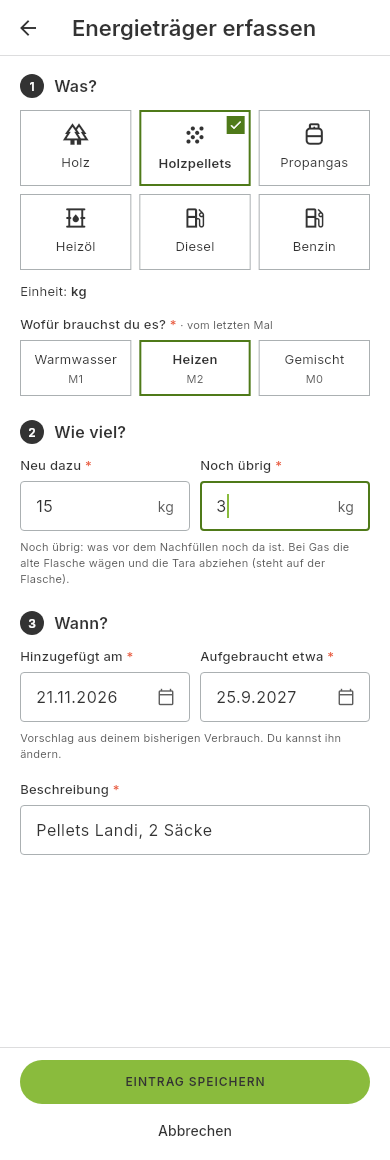 Energieträger erfassen
1 Was?
Holz
Holzpellets
Propangas
Heizöl
Diesel
Benzin
Einheit: kg
Wofür brauchst du es? * · vom letzten Mal
Warmwasser
M1
Heizen
M2
Gemischt
M0
2 Wie viel?
Neu dazu *
Noch übrig *
15 kg
3 kg
Noch übrig: was vor dem Nachfüllen noch da ist. Bei Gas die
alte Flasche wägen und die Tara abziehen (steht auf der
Flasche).
3 Wann?
Hinzugefügt am *
Aufgebraucht etwa *
21.11.2026
25.9.2027
Vorschlag aus deinem bisherigen Verbrauch. Du kannst ihn
ändern.
Beschreibung *
Pellets Landi, 2 Säcke
EINTRAG SPEICHERN
Abbrechen